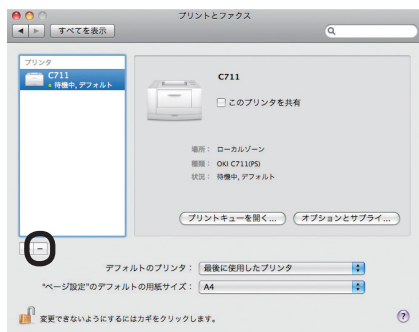 プリントとファクス
すべてを表示
プリンタ
C711
待機中, デフォルト
C711
このプリンタを共有
場所： ローカルゾーン
種類： OKI C711(PS)
状況： 待機中, デフォルト
プリントキューを開く... オプションとサプライ...
デフォルトのプリンタ： 最後に使用したプリンタ
"ページ設定"のデフォルトの用紙サイズ： A4
変更できないようにするにはカギをクリックします。